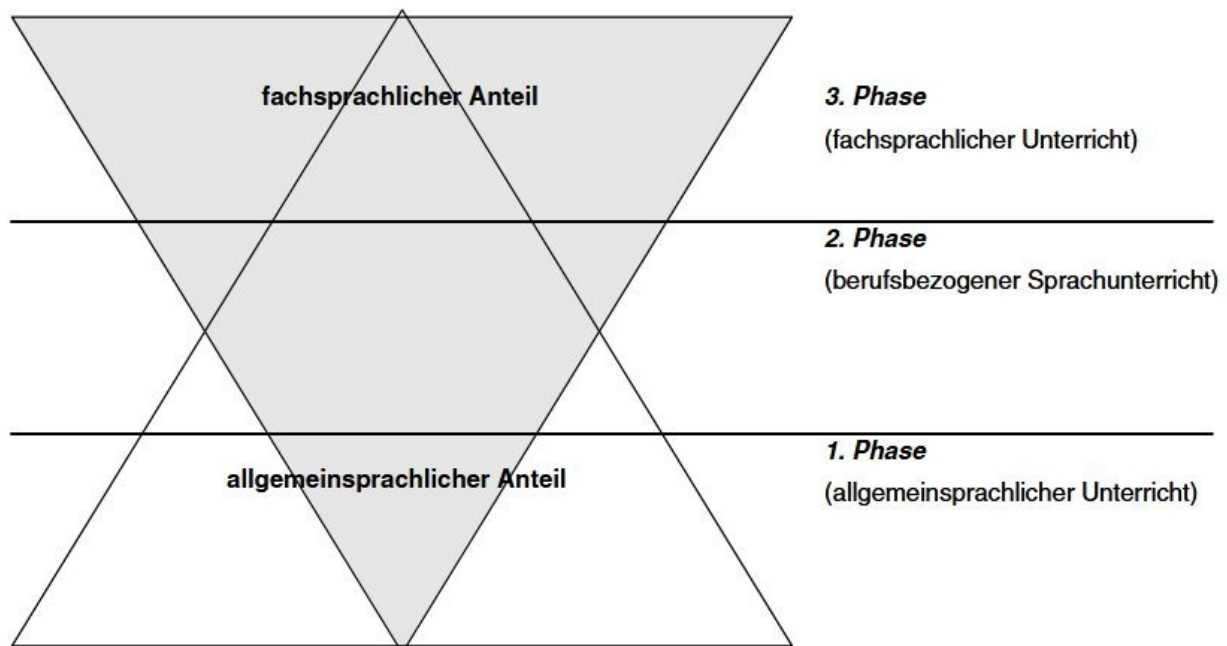 fachsprachlicher Anteil
3. Phase
(fachsprachlicher Unterricht)
2. Phase
(berufsbezogener Sprachunterricht)
allgemeinsprachlicher Anteil
1. Phase
(allgemeinsprachlicher Unterricht)